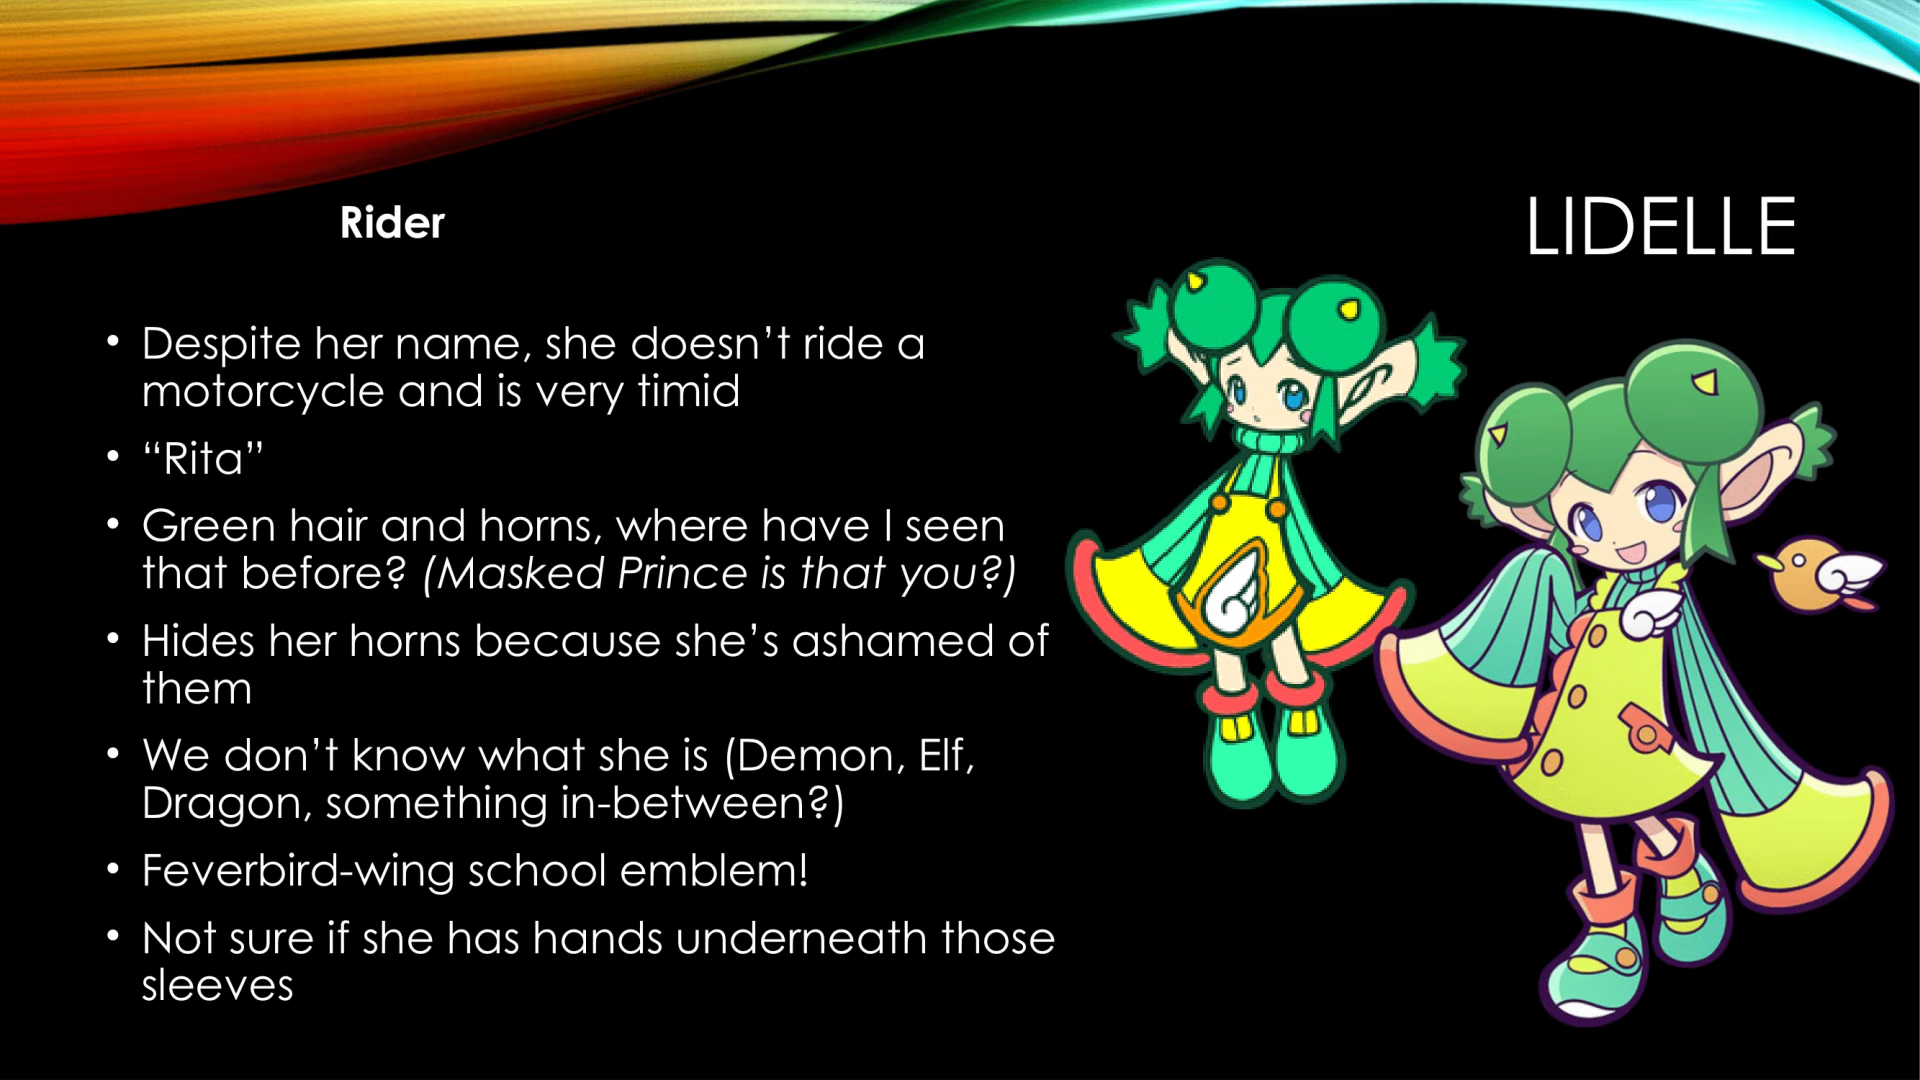 Rider
LIDELLE
• Despite her name, she doesn’t ride a
motorcycle and is very timid
• “Rita”
• Green hair and horns, where have I seen
that before? (Masked Prince is that you?)
• Hides her horns because she’s ashamed of
them
• We don’t know what she is (Demon, Elf,
Dragon, something in-between?)
• Feverbird-wing school emblem!
• Not sure if she has hands underneath those
sleeves